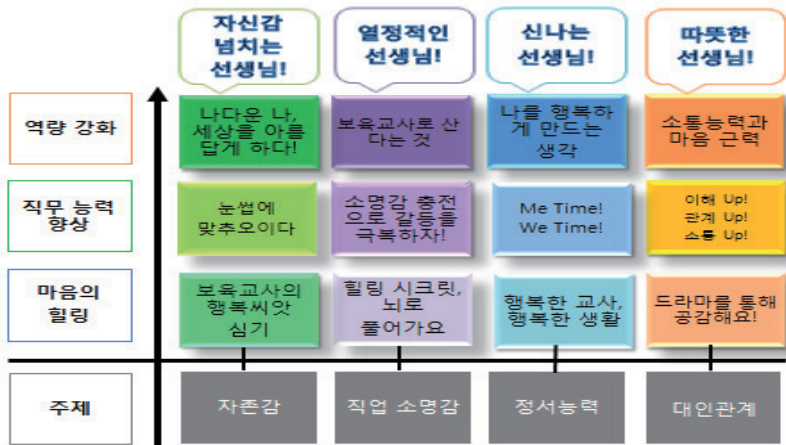 자신감
넘치는
선생님!
열정적인
선생님!
신나는
선생님!
따뜻한
선생님!
역량 강화
나다운 나,
세상을 아름
답게 하다!
보육교사로 산
다는 것
나를 행복하
게 만드는
생각
소통능력과
마음 근력
직무 능력
향상
눈썹에
맞추오이다
소명감 충전
으로 갈등을
극복하자!
Me Time!
We Time!
이해 Up!
관계 Up!
소통 Up!
마음의
힐링
보육교사의
행복씨앗
심기
힐링 시크릿,
뇌로
풀어가요
행복한 교사,
행복한 생활
드라마를 통해
공감해요!
주제
자존감
직업 소명감
정서능력
대인관계